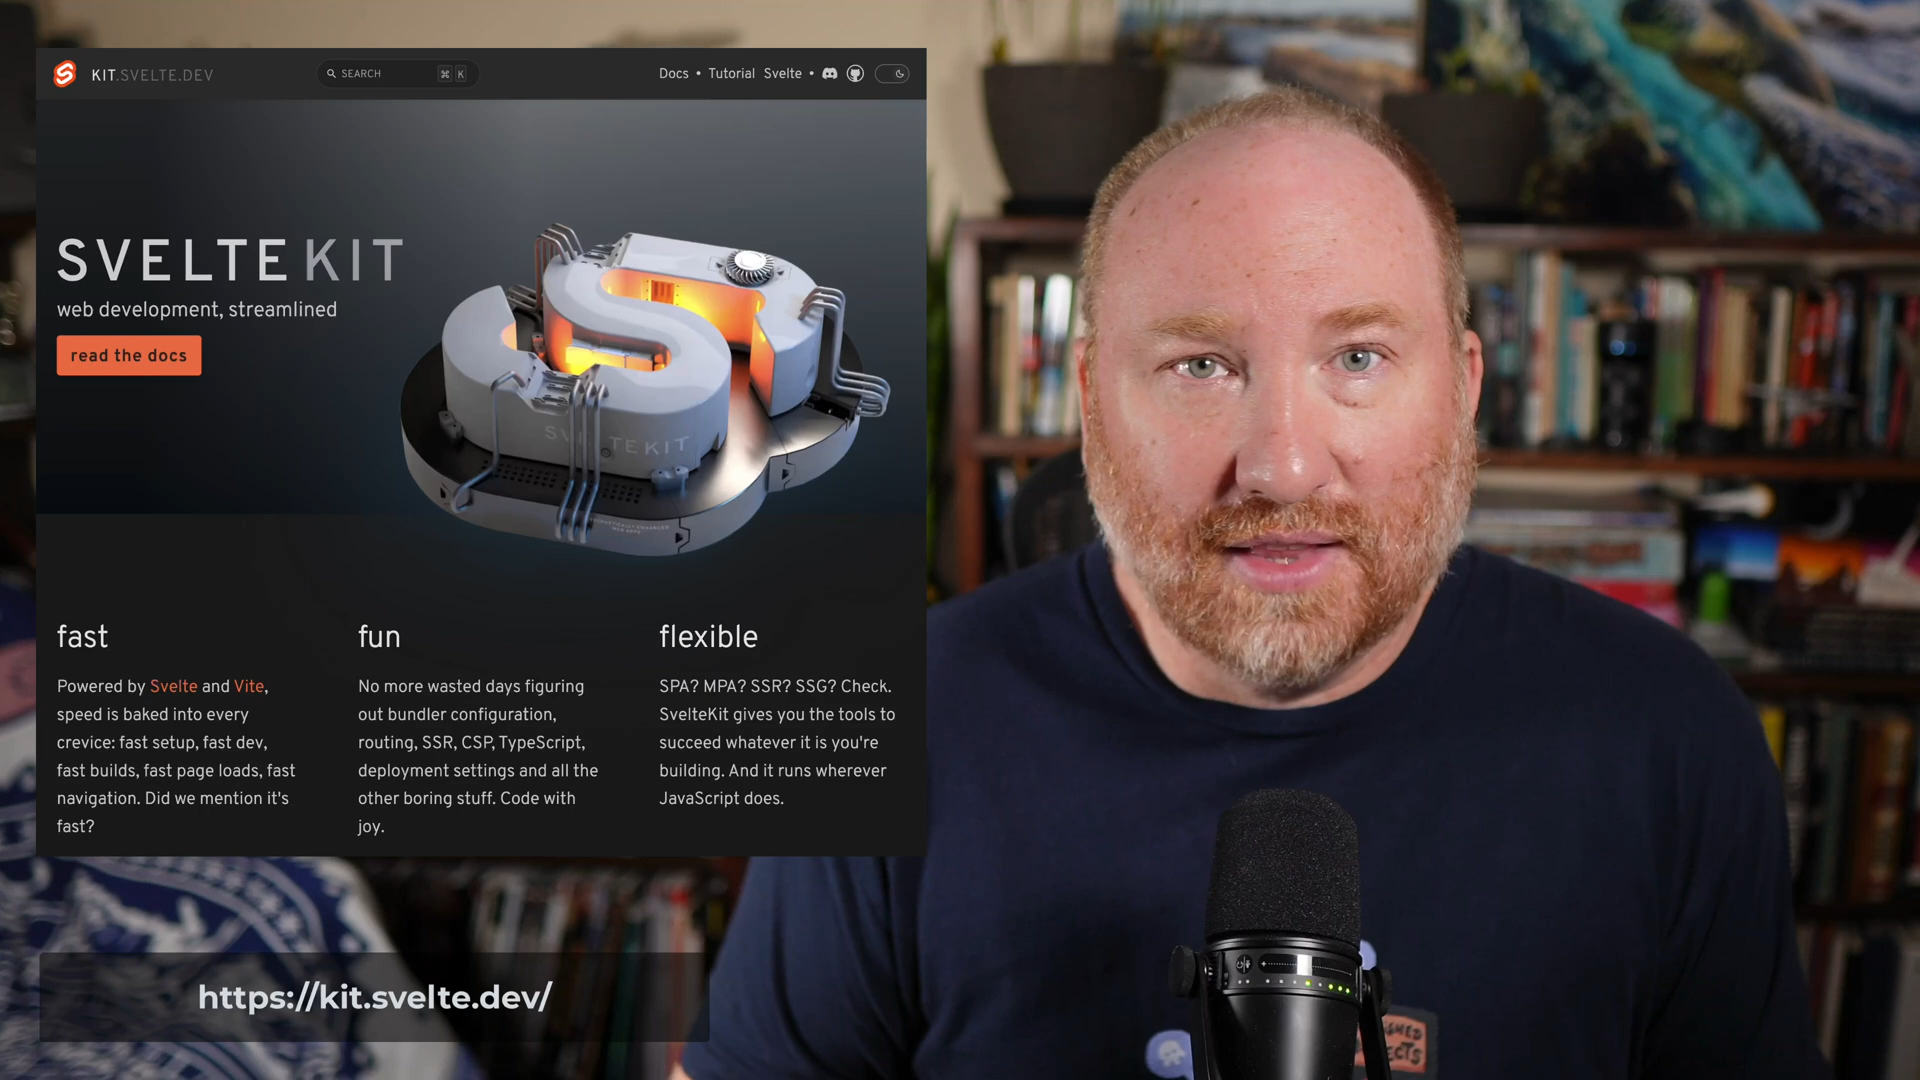 KIT.SVELTE.DEV
SEARCH ⌘ K
Docs • Tutorial Svelte •
SVELTEKIT
web development, streamlined
read the docs
SVELTEKIT
fast
Powered by Svelte and Vite,
speed is baked into every
crevice: fast setup, fast dev,
fast builds, fast page loads, fast
navigation. Did we mention it's
fast?
fun
No more wasted days figuring
out bundler configuration,
routing, SSR, CSP, TypeScript,
deployment settings and all the
other boring stuff. Code with
joy.
flexible
SPA? MPA? SSR? SSG? Check.
SvelteKit gives you the tools to
succeed whatever it is you're
building. And it runs wherever
JavaScript does.
https://kit.svelte.dev/